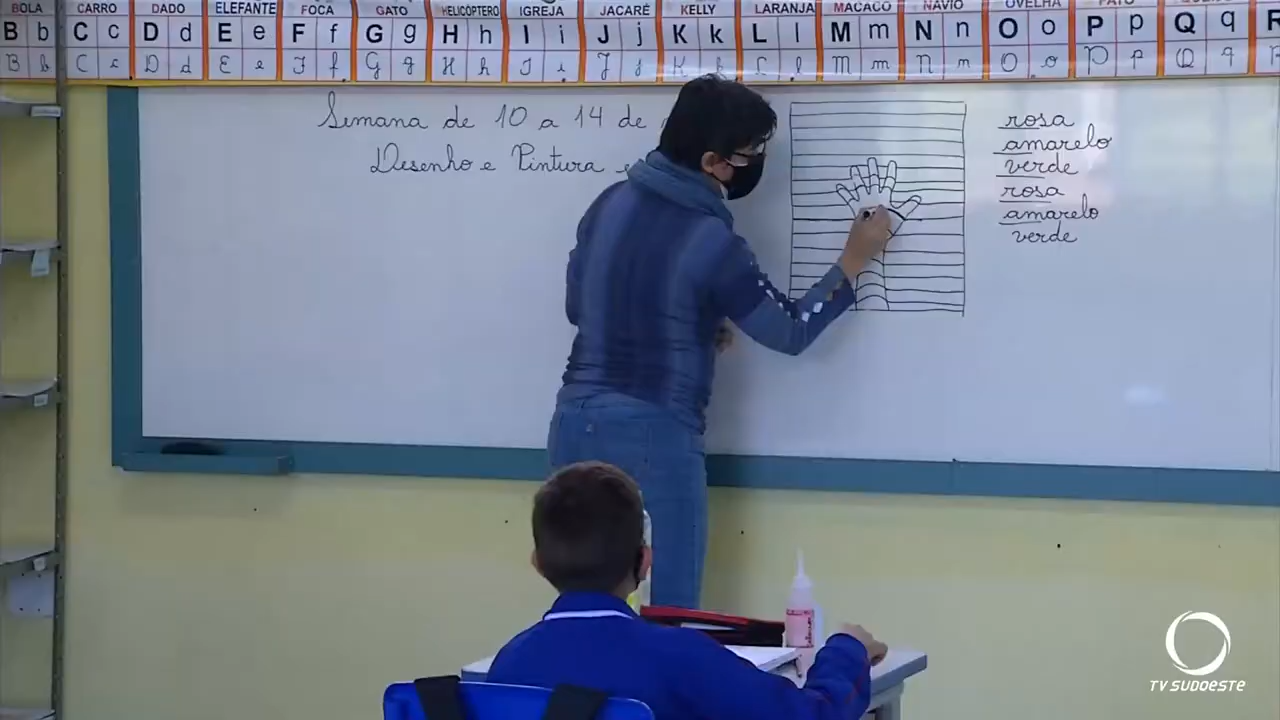 BOLA CARRO DADO ELEFANTE FOCA GATO HELICÓPTERO IGREJA JACARÉ KELLY LARANJA MACACO NAVIO OVELHA PATO
B b C c D d E e F f G g H h I i J j K k L l M m N n O o P p Q q R
B b C c D d E e F f G g H h I i J j K k L l M m N n O o P p Q q
Semana de 10 a 14 de
Desenho e Pintura
rosa
amarelo
verde
rosa
amarelo
verde
TV SUDOESTE